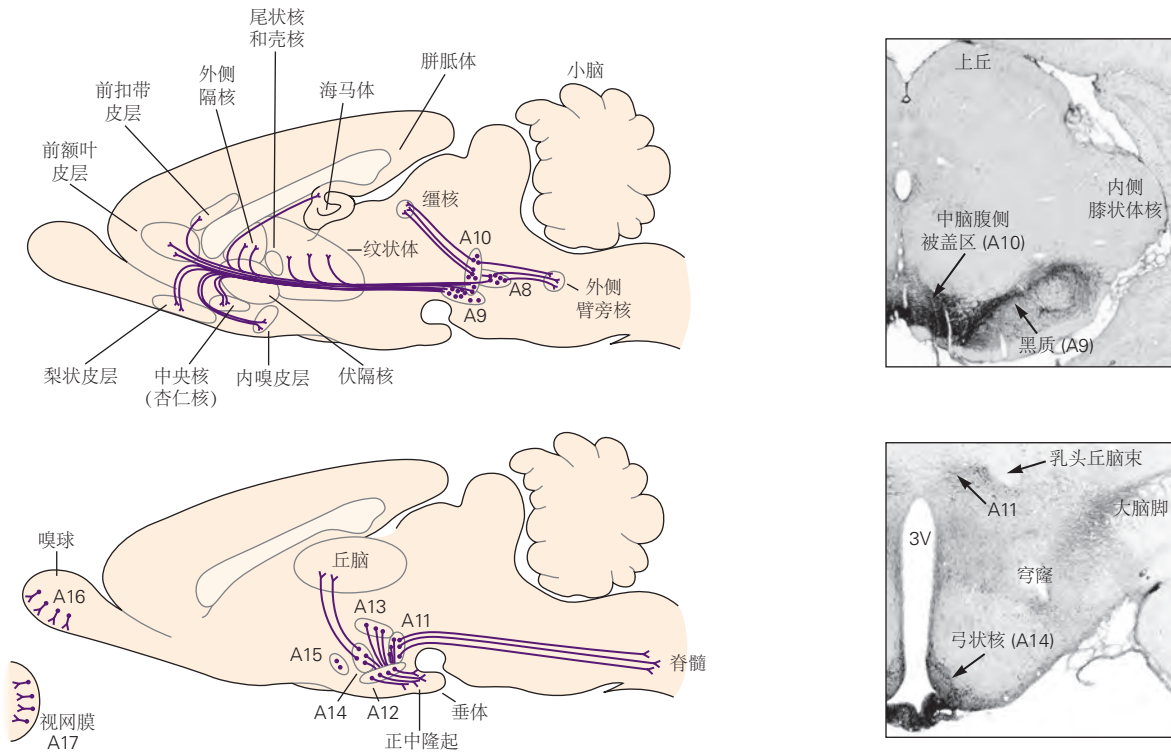 尾状核
和壳核
外侧
隔核
前扣带
皮层
前额叶
皮层
海马体
胼胝体
小脑
缰核
纹状体
A10
A8
A9
外侧
臂旁核
梨状皮层
中央核
(杏仁核)
内嗅皮层
伏隔核
上丘
内侧
膝状体核
中脑腹侧
被盖区 (A10)
黑质 (A9)
嗅球
A16
丘脑
A13
A11
A15
A14
A12
垂体
正中隆起
脊髓
视网膜
A17
乳头丘脑束
A11
大脑脚
3V
穹窿
弓状核 (A14)